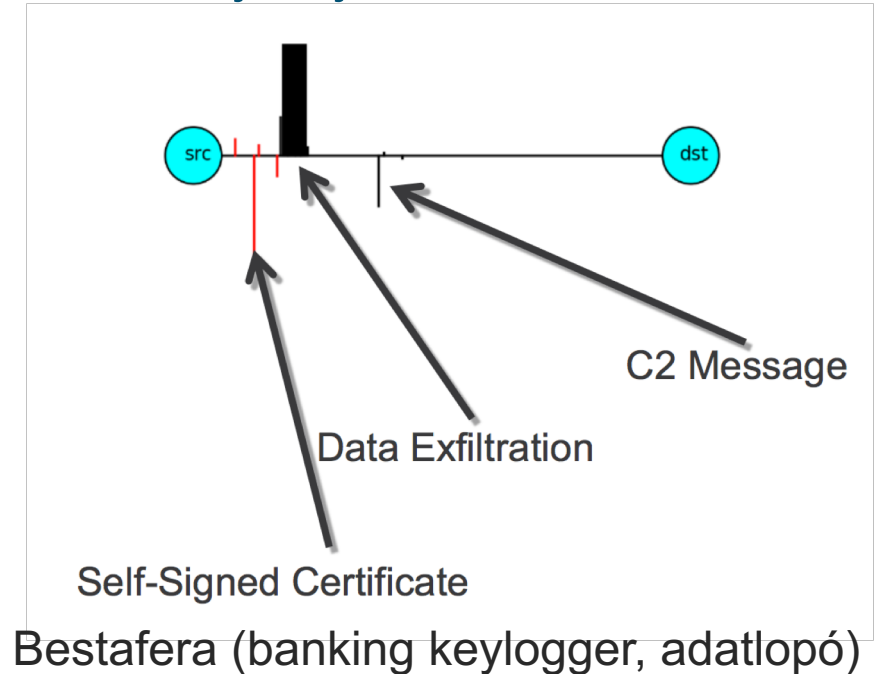 src
dst
C2 Message
Data Exfiltration
Self-Signed Certificate
Bestafera (banking keylogger, adatlopó)